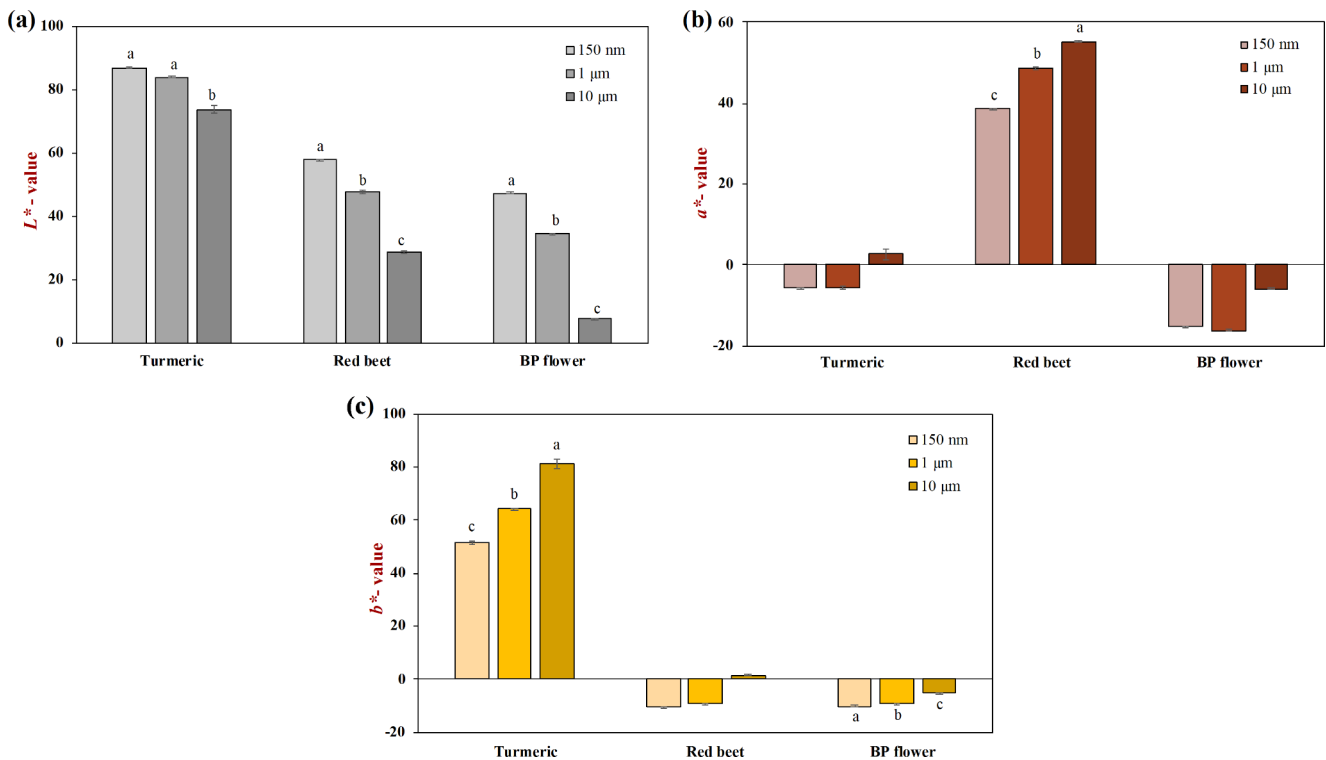 (a)
L*- value
100
80
60
40
20
0
a
a
b
a
b
c
a
b
c
150 nm
1 μm
10 μm
Turmeric
Red beet
BP flower
(b)
a*- value
60
40
20
0
-20
c
b
a
150 nm
1 μm
10 μm
Turmeric
Red beet
BP flower
(c)
b*- value
100
80
60
40
20
0
-20
c
b
a
a
b
c
150 nm
1 μm
10 μm
Turmeric
Red beet
BP flower